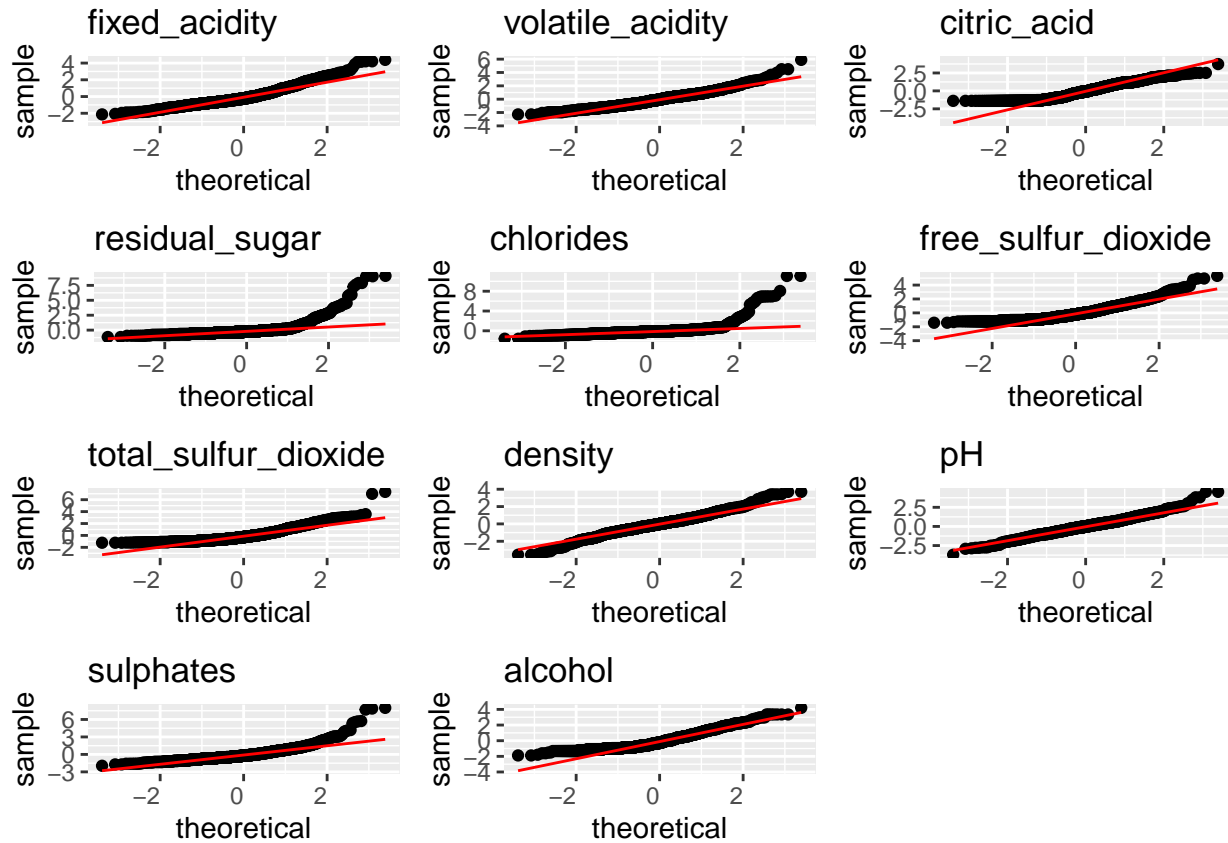 fixed_acidity
sample
4
2
0
−2
−2 0 2
theoretical
volatile_acidity
sample
6
4
2
0
−2
−4
−2 0 2
theoretical
citric_acid
sample
2.5
0.0
−2.5
−2 0 2
theoretical
residual_sugar
sample
7.5
5.0
2.5
0.0
−2 0 2
theoretical
chlorides
sample
8
4
0
−2 0 2
theoretical
free_sulfur_dioxide
sample
4
2
0
−2
−4
−2 0 2
theoretical
total_sulfur_dioxide
sample
6
4
2
0
−2
−2 0 2
theoretical
density
sample
4
2
0
−2
−2 0 2
theoretical
pH
sample
2.5
0.0
−2.5
−2 0 2
theoretical
sulphates
sample
6
3
0
−3
−2 0 2
theoretical
alcohol
sample
4
2
0
−2
−4
−2 0 2
theoretical